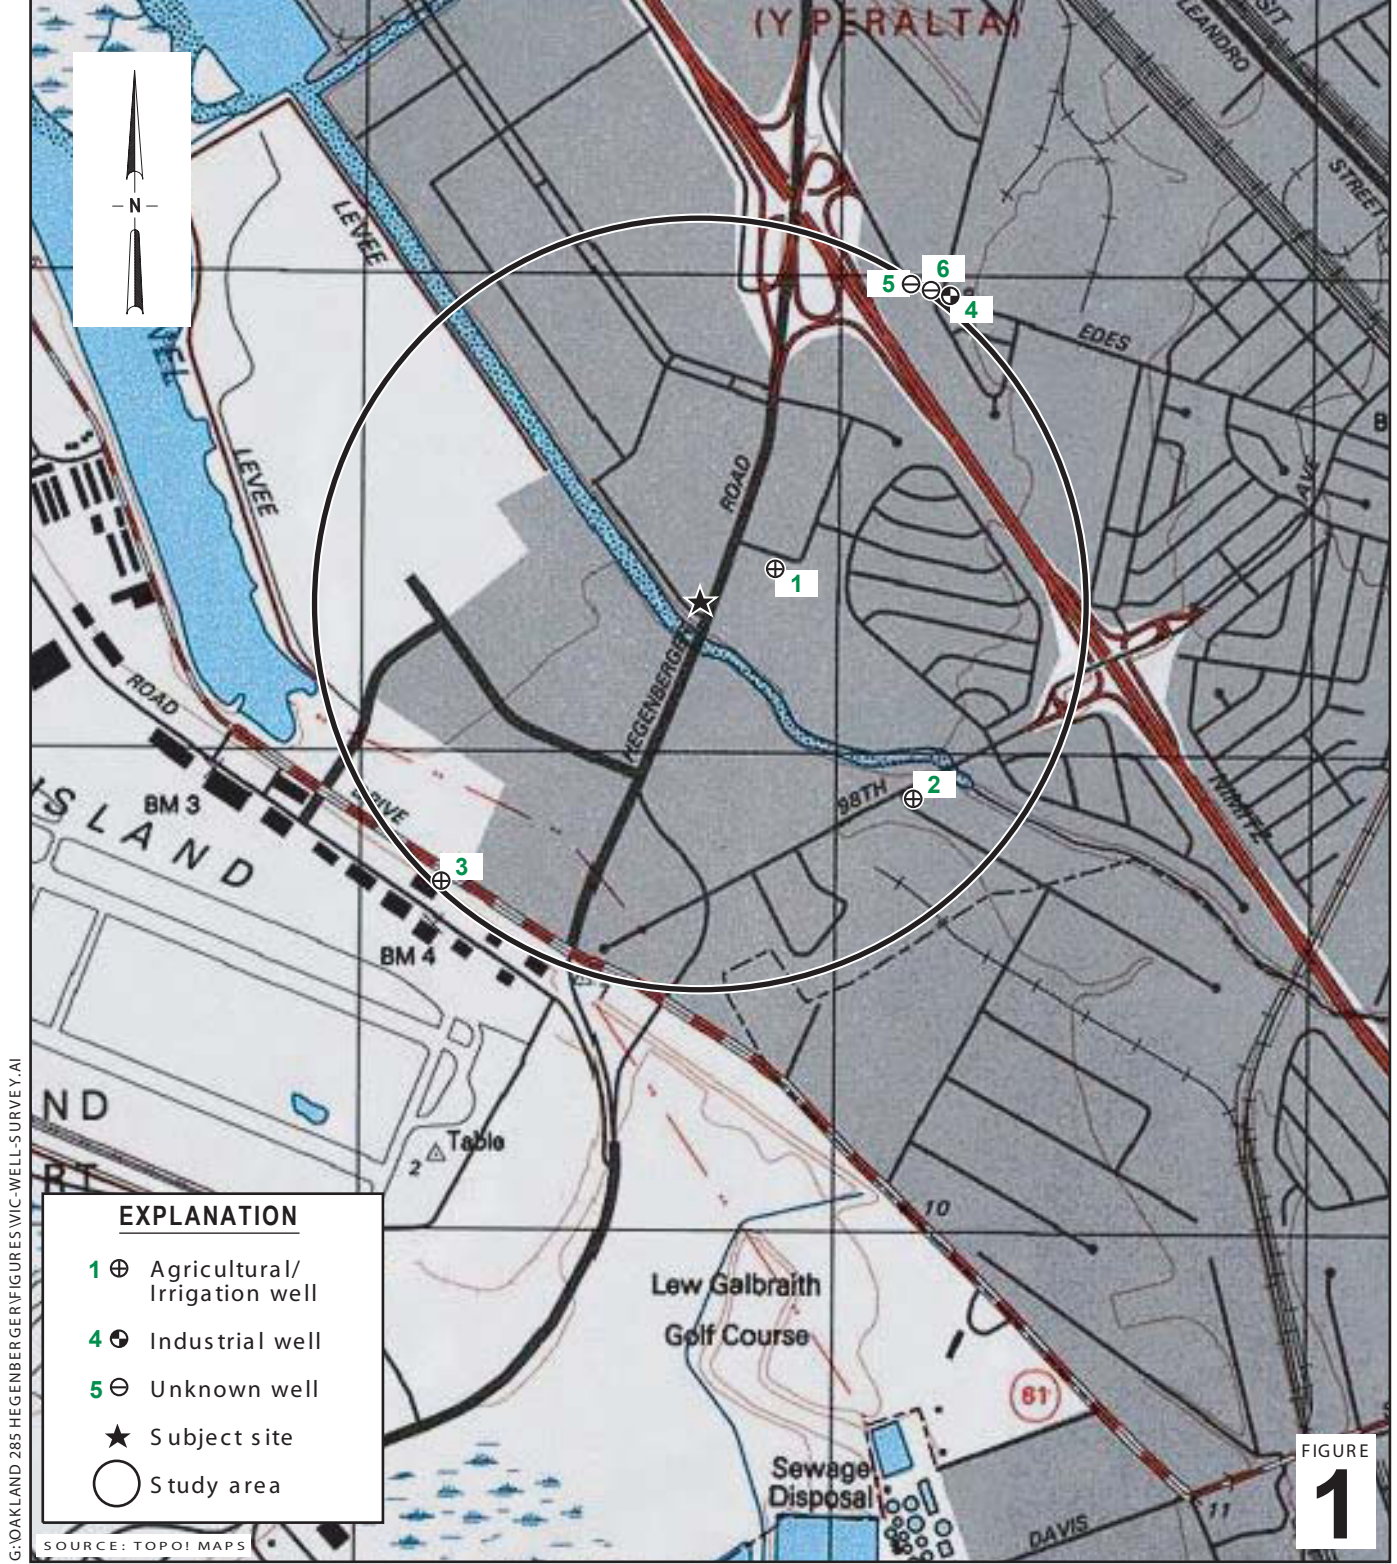 (Y PERALTA)
LEANDRO
STREET
N
LEVEE
5
6
4
EDES
B
LEVEE
ROAD
AVE
1
HEGENBERGER
ROAD
98TH
2
NIMITZ
ISLAND
BM 3
DRIVE
3
BM 4
ND
Table
2
10
Lew Galbraith
Golf Course
61
Sewage
Disposal
DAVIS
11
EXPLANATION
1 Agricultural/
Irrigation well
4 Industrial well
5 Unknown well
Subject site
Study area
SOURCE: TOPO! MAPS
FIGURE
1
G:\OAKLAND 285 HEGENBERGER\FIGURES\VIC-WELL-SURVEY.AI